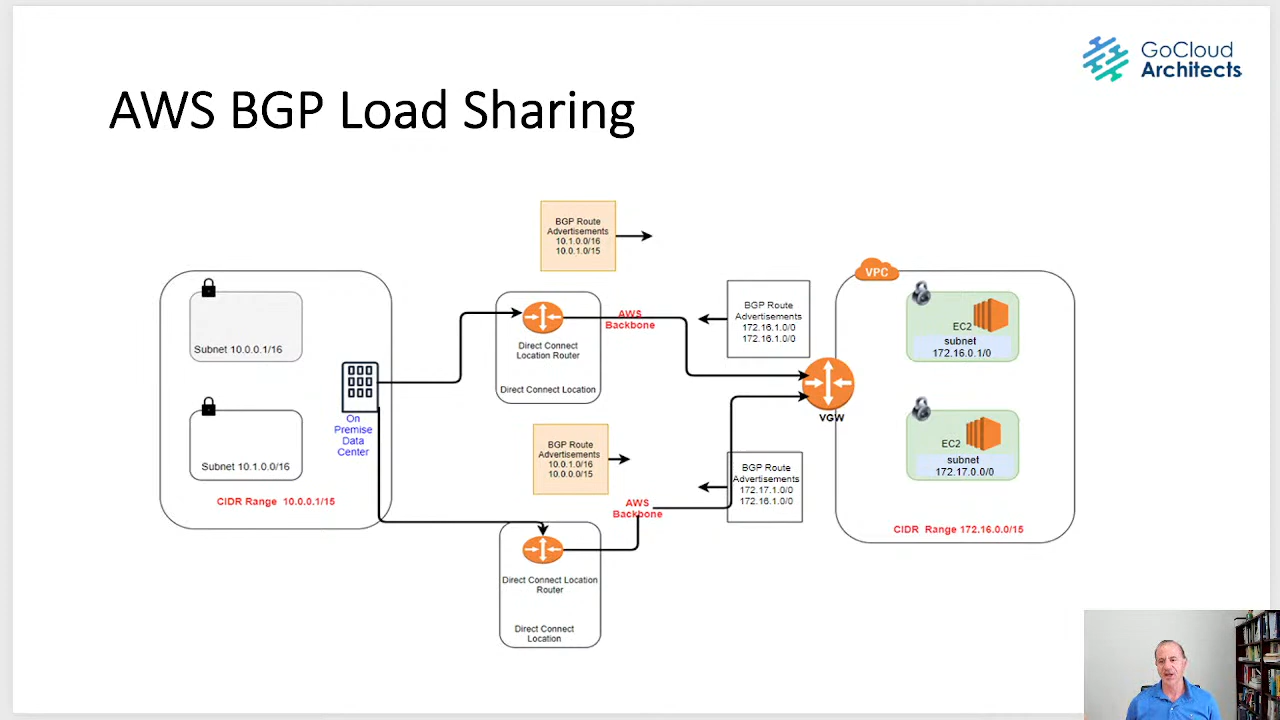 GoCloud
Architects
AWS BGP Load Sharing
BGP Route
Advertisements
10.1.0.0/16
10.0.1.0/15
VPC
Subnet 10.0.0.1/16
On
Premise
Data
Center
Subnet 10.1.0.0/16
CIDR Range 10.0.0.1/15
Direct Connect
Location Router
Direct Connect Location
AWS
Backbone
BGP Route
Advertisements
172.16.1.0/0
172.16.1.0/0
EC2
subnet
172.16.0.1/0
VGW
BGP Route
Advertisements
10.0.1.0/16
10.0.0.0/15
AWS
Backbone
BGP Route
Advertisements
172.17.1.0/0
172.16.1.0/0
EC2
subnet
172.17.0.0/0
CIDR Range 172.16.0.0/15
Direct Connect Location
Router
Direct Connect
Location